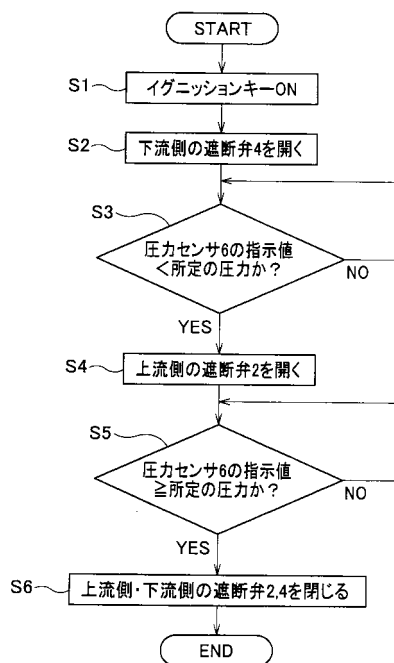 START
S1
イグニッションキーON
S2
下流側の遮断弁4を開く
S3
圧力センサ6の指示値
<所定の圧力か?
NO
YES
S4
上流側の遮断弁2を開く
S5
圧力センサ6の指示値
≧所定の圧力か?
NO
YES
S6
上流側・下流側の遮断弁2,4を閉じる
END